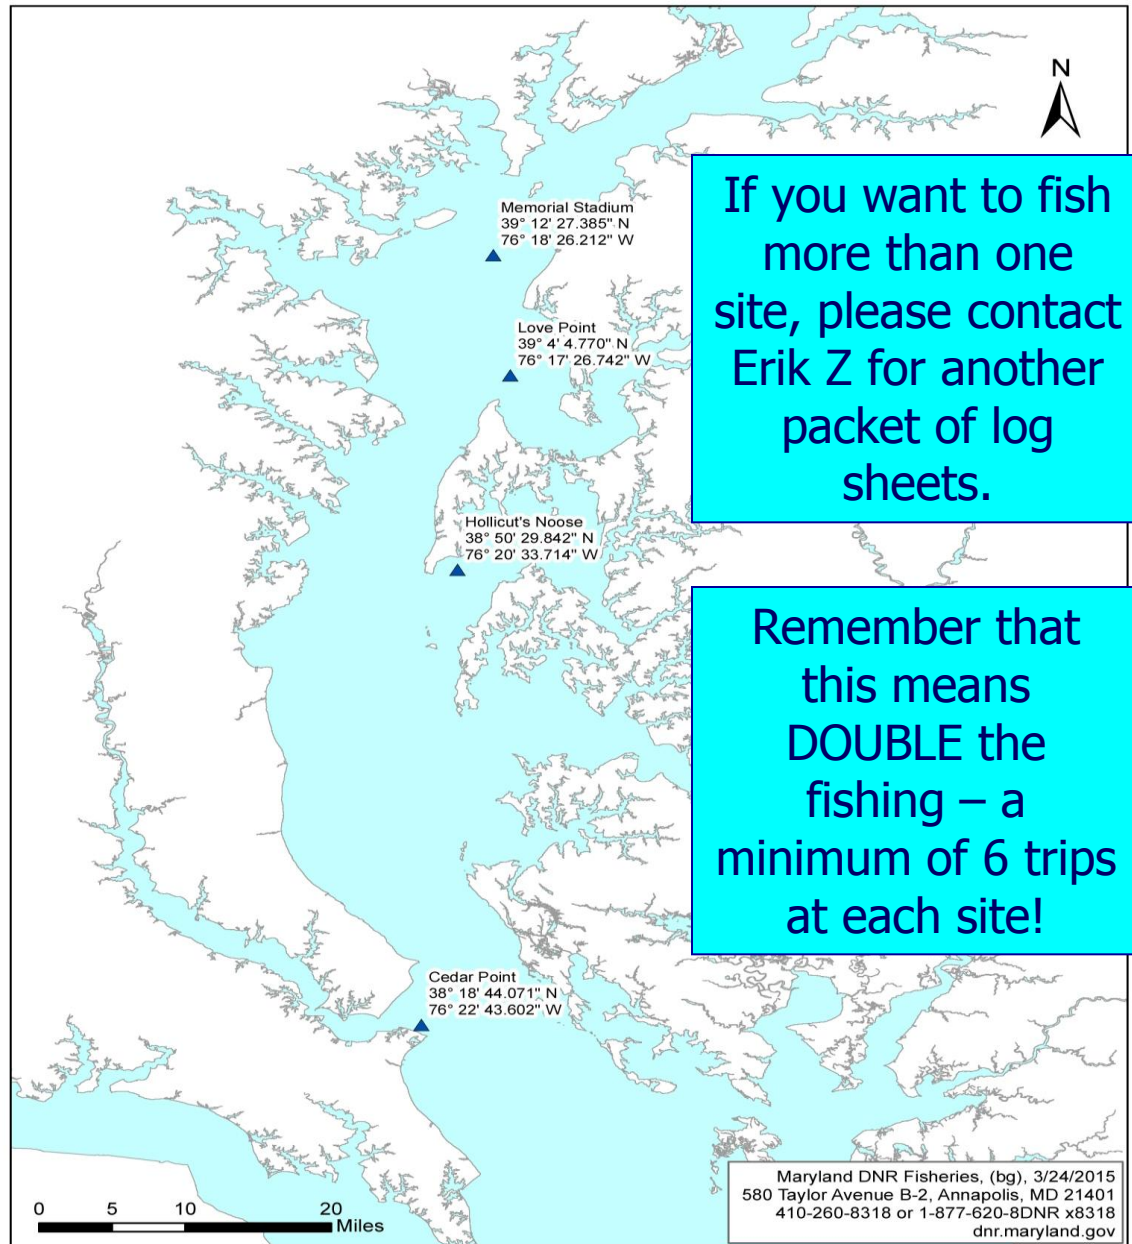 N
Memorial Stadium
39° 12' 27.385" N
76° 18' 26.212" W
If you want to fish
more than one
site, please contact
Erik Z for another
packet of log
sheets.
Love Point
39° 4' 4.770" N
76° 17' 26.742" W
Hollicut's Noose
38° 50' 29.842" N
76° 20' 33.714" W
Remember that
this means
DOUBLE the
fishing – a
minimum of 6 trips
at each site!
Cedar Point
38° 18' 44.071" N
76° 22' 43.602" W
0 5 10 20
Miles
Maryland DNR Fisheries, (bg), 3/24/2015
580 Taylor Avenue B-2, Annapolis, MD 21401
410-260-8318 or 1-877-620-8DNR x8318
dnr.maryland.gov